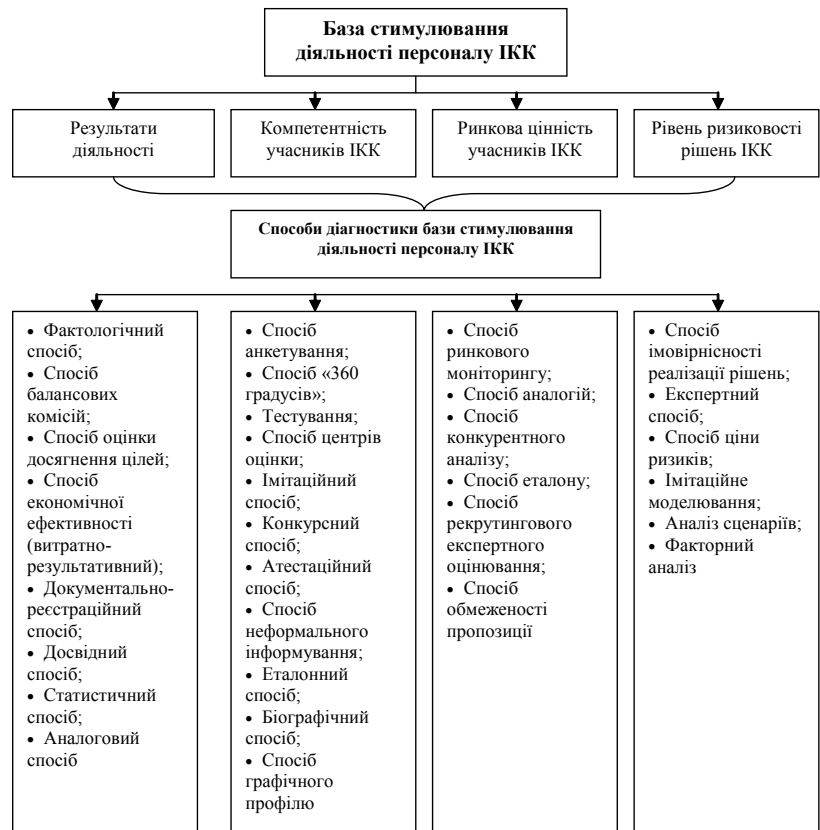 База стимулювання
діяльності персоналу ІКК
Результати
діяльності
Компетентність
учасників ІКК
Ринкова цінність
учасників ІКК
Рівень ризиковості
рішень ІКК
Способи діагностики бази стимулювання
діяльності персоналу ІКК
• Фактологічний
спосіб;
• Спосіб
балансових
комісій;
• Спосіб оцінки
досягнення цілей;
• Спосіб
економічної
ефективності
(витратно-
результативний);
• Документально-
реєстраційний
спосіб;
• Досвідний
спосіб;
• Статистичний
спосіб;
• Аналоговий
спосіб
• Спосіб
анкетування;
• Спосіб «360
градусів»;
• Тестування;
• Спосіб центрів
оцінки;
• Імітаційний
спосіб;
• Конкурсний
спосіб;
• Атестаційний
спосіб;
• Спосіб
неформального
інформування;
• Еталонний
спосіб;
• Біографічний
спосіб;
• Спосіб
графічного
профілю
• Спосіб
ринкового
моніторингу;
• Спосіб аналогій;
• Спосіб
конкурентного
аналізу;
• Спосіб еталону;
• Спосіб
рекрутингового
експертного
оцінювання;
• Спосіб
обмеженості
пропозиції
• Спосіб
імовірності
реалізації рішень;
• Експертний
спосіб;
• Спосіб ціни
ризиків;
• Імітаційне
моделювання;
• Аналіз сценаріїв;
• Факторний
аналіз